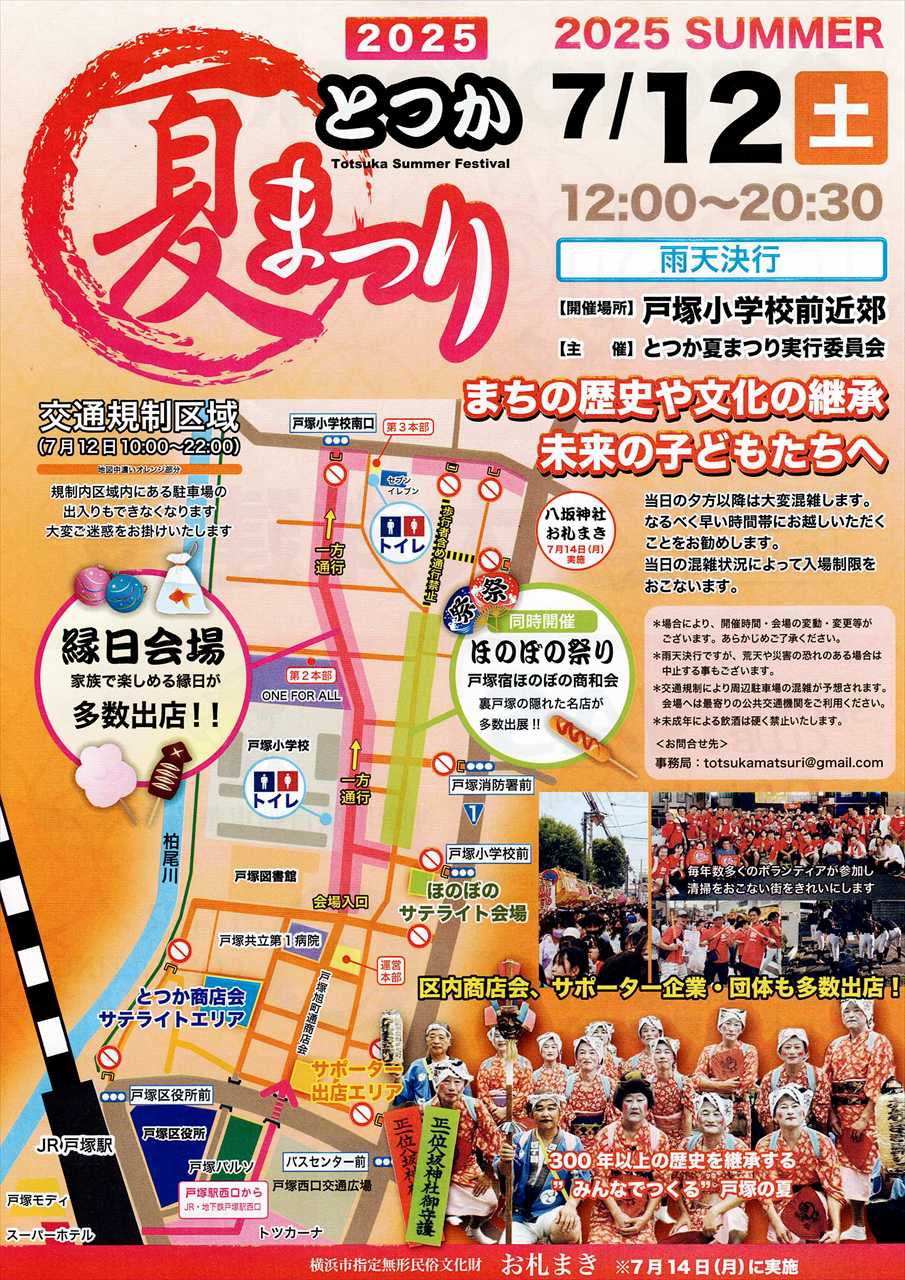 2025
とつか
Totsuka Summer Festival
夏まつり
2025 SUMMER
7/12 土
12:00～20:30
雨天決行
【開催場所】戸塚小学校前近郊
【主 催】とつか夏まつり実行委員会
まちの歴史や文化の継承
未来の子どもたちへ
交通規制区域
(7月12日10:00～22:00)
地図中濃いオレンジ部分
規制内区域内にある駐車場の
出入りもできなくなります
大変ご迷惑をお掛けいたします
当日の夕方以降は大変混雑します。
なるべく早い時間帯にお越しいただく
ことをお勧めします。
当日の混雑状況によって入場制限を
おこないます。
＊場合により、開催時間・会場の変動・変更等が
ございます。あらかじめご了承ください。
＊雨天決行ですが、荒天や災害の恐れのある場合は
中止する事もございます。
＊交通規制により周辺駐車場の混雑が予想されます。
会場へは最寄りの公共交通機関をご利用ください。
＊未成年による飲酒は硬く禁止いたします。
＜お問合せ先＞
事務局：totsukamatsuri@gmail.com
縁日会場
家族で楽しめる縁日が
多数出店！！
戸塚小学校南口
第3本部
セブン
イレブン
トイレ
歩行者含め通行禁止
一方
通行
八坂神社
お札まき
7月14日(月)
実施
祭
祭
同時開催
ほのぼの祭り
戸塚宿ほのぼの商和会
裏戸塚の隠れた名店が
多数出展!!
第2本部
ONE FOR ALL
戸塚小学校
トイレ
一方
通行
戸塚消防署前
1
戸塚小学校前
柏尾川
戸塚図書館
会場入口
ほのぼの
サテライト会場
戸塚共立第1病院
運営
本部
戸塚旭町通商店会
とつか商店会
サテライトエリア
サポーター
出店エリア
戸塚区役所前
戸塚区役所
JR戸塚駅
戸塚パルソ
バスセンター前
戸塚西口交通広場
戸塚モディ
戸塚駅西口から
JR・地下鉄戸塚駅西口
スーパーホテル
トツカーナ
毎年数多くのボランティアが参加し
清掃をおこない街をきれいにします
区内商店会、サポーター企業・団体も多数出店！
正一位八坂神社
正一位八坂神社御守護
300年以上の歴史を継承する
”みんなでつくる” 戸塚の夏
横浜市指定無形民俗文化財 お札まき ※7月14日(月)に実施